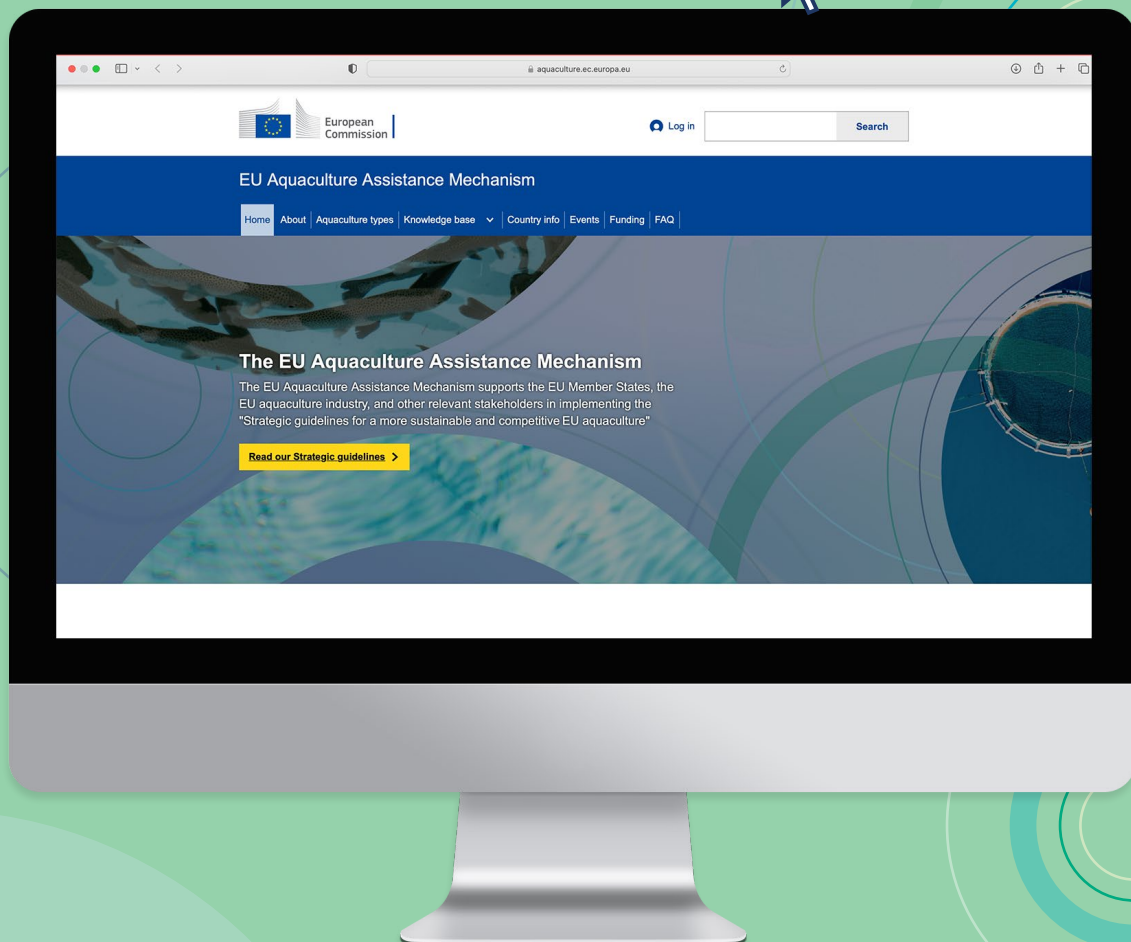 aquaculture.ec.europa.eu
European
Commission
Log in
Search
EU Aquaculture Assistance Mechanism
Home About Aquaculture types Knowledge base Country info Events Funding FAQ
The EU Aquaculture Assistance Mechanism
The EU Aquaculture Assistance Mechanism supports the EU Member States, the
EU aquaculture industry, and other relevant stakeholders in implementing the
"Strategic guidelines for a more sustainable and competitive EU aquaculture"
Read our Strategic guidelines